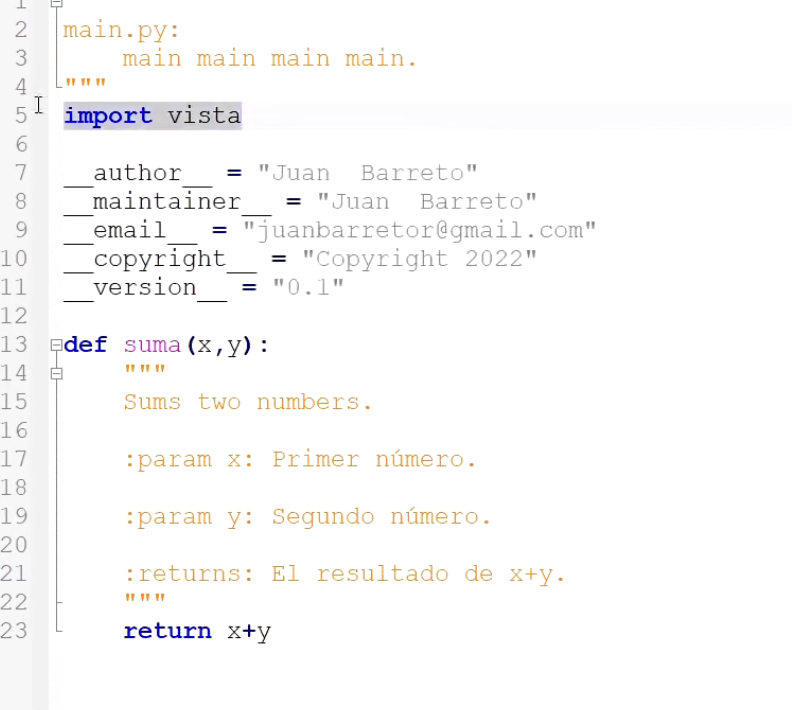 1
2 main.py:
3     main main main main.
4 """
5 import vista
6
7 __author__ = "Juan  Barreto"
8 __maintainer__ = "Juan  Barreto"
9 __email__ = "juanbarretor@gmail.com"
10 __copyright__ = "Copyright 2022"
11 __version__ = "0.1"
12
13 def suma(x,y):
14     """
15     Sums two numbers.
16
17     :param x: Primer número.
18
19     :param y: Segundo número.
20
21     :returns: El resultado de x+y.
22     """
23     return x+y